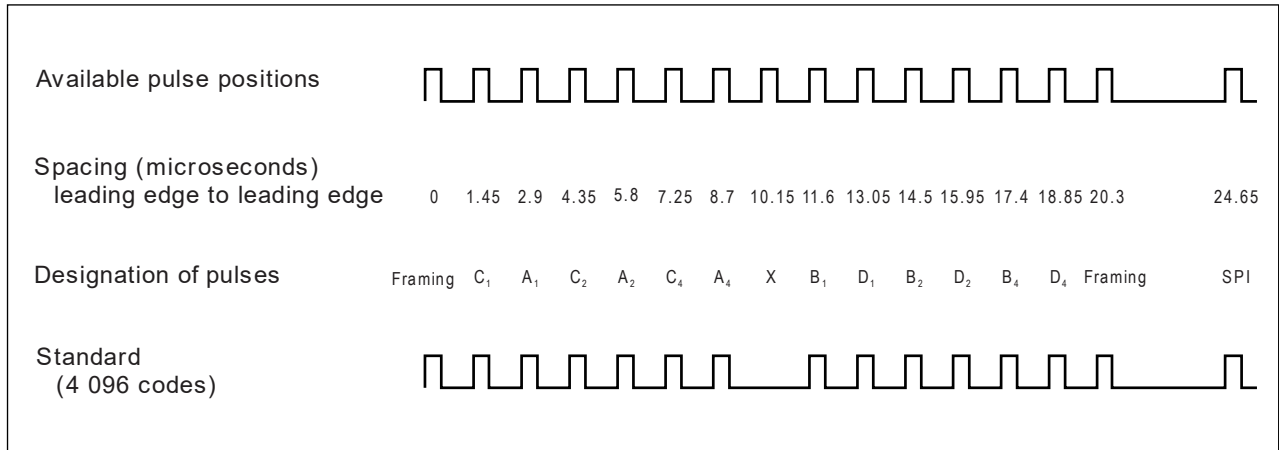 Available pulse positions
Spacing (microseconds)
leading edge to leading edge 0 1.45 2.9 4.35 5.8 7.25 8.7 10.15 11.6 13.05 14.5 15.95 17.4 18.85 20.3 24.65
Designation of pulses Framing C₁ A₁ C₂ A₂ C₄ A₄ X B₁ D₁ B₂ D₂ B₄ D₄ Framing SPI
Standard
(4 096 codes)